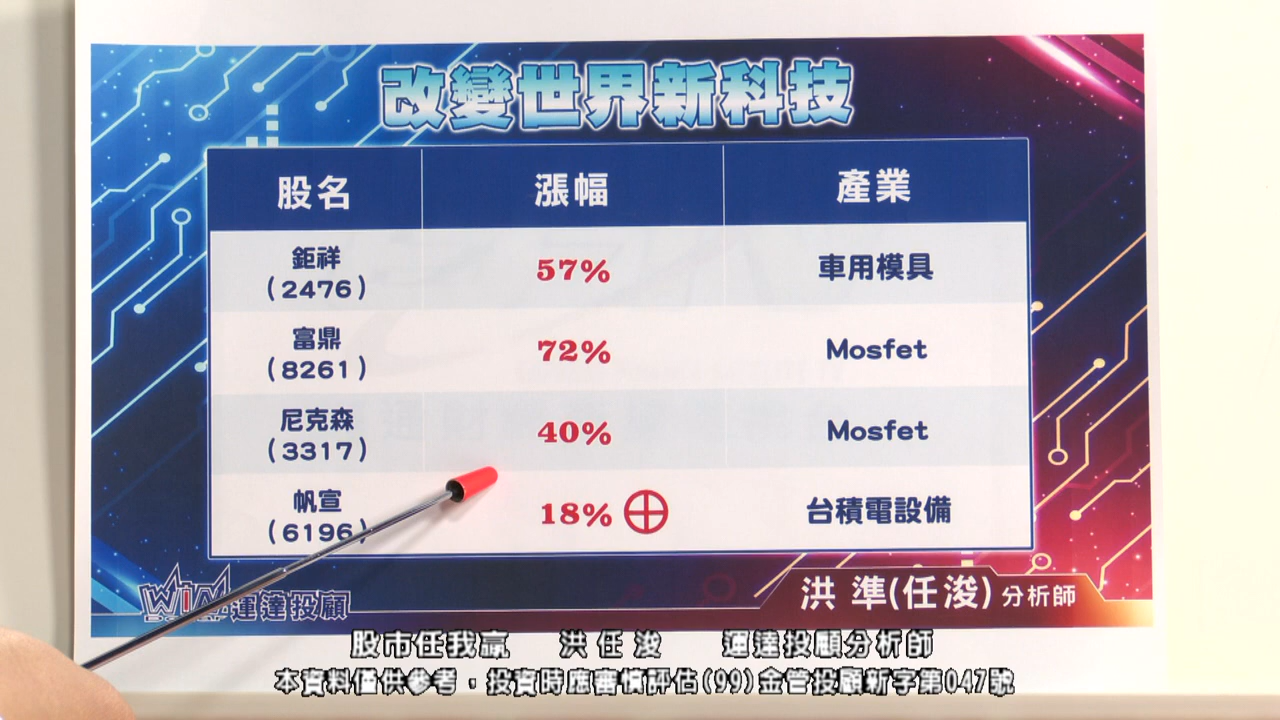 改變世界新科技
股名 漲幅 產業
鉅祥 57% 車用模具
(2476)
富鼎 72% Mosfet
(8261)
尼克森 40% Mosfet
(3317)
帆宣 18% 台積電設備
(6196)
WIN 運達投顧
洪 準(任浚)分析師
股市任我贏 洪任浚 運達投顧分析師
本資料僅供參考，投資時應審慎評估(99)金管投顧新字第047號